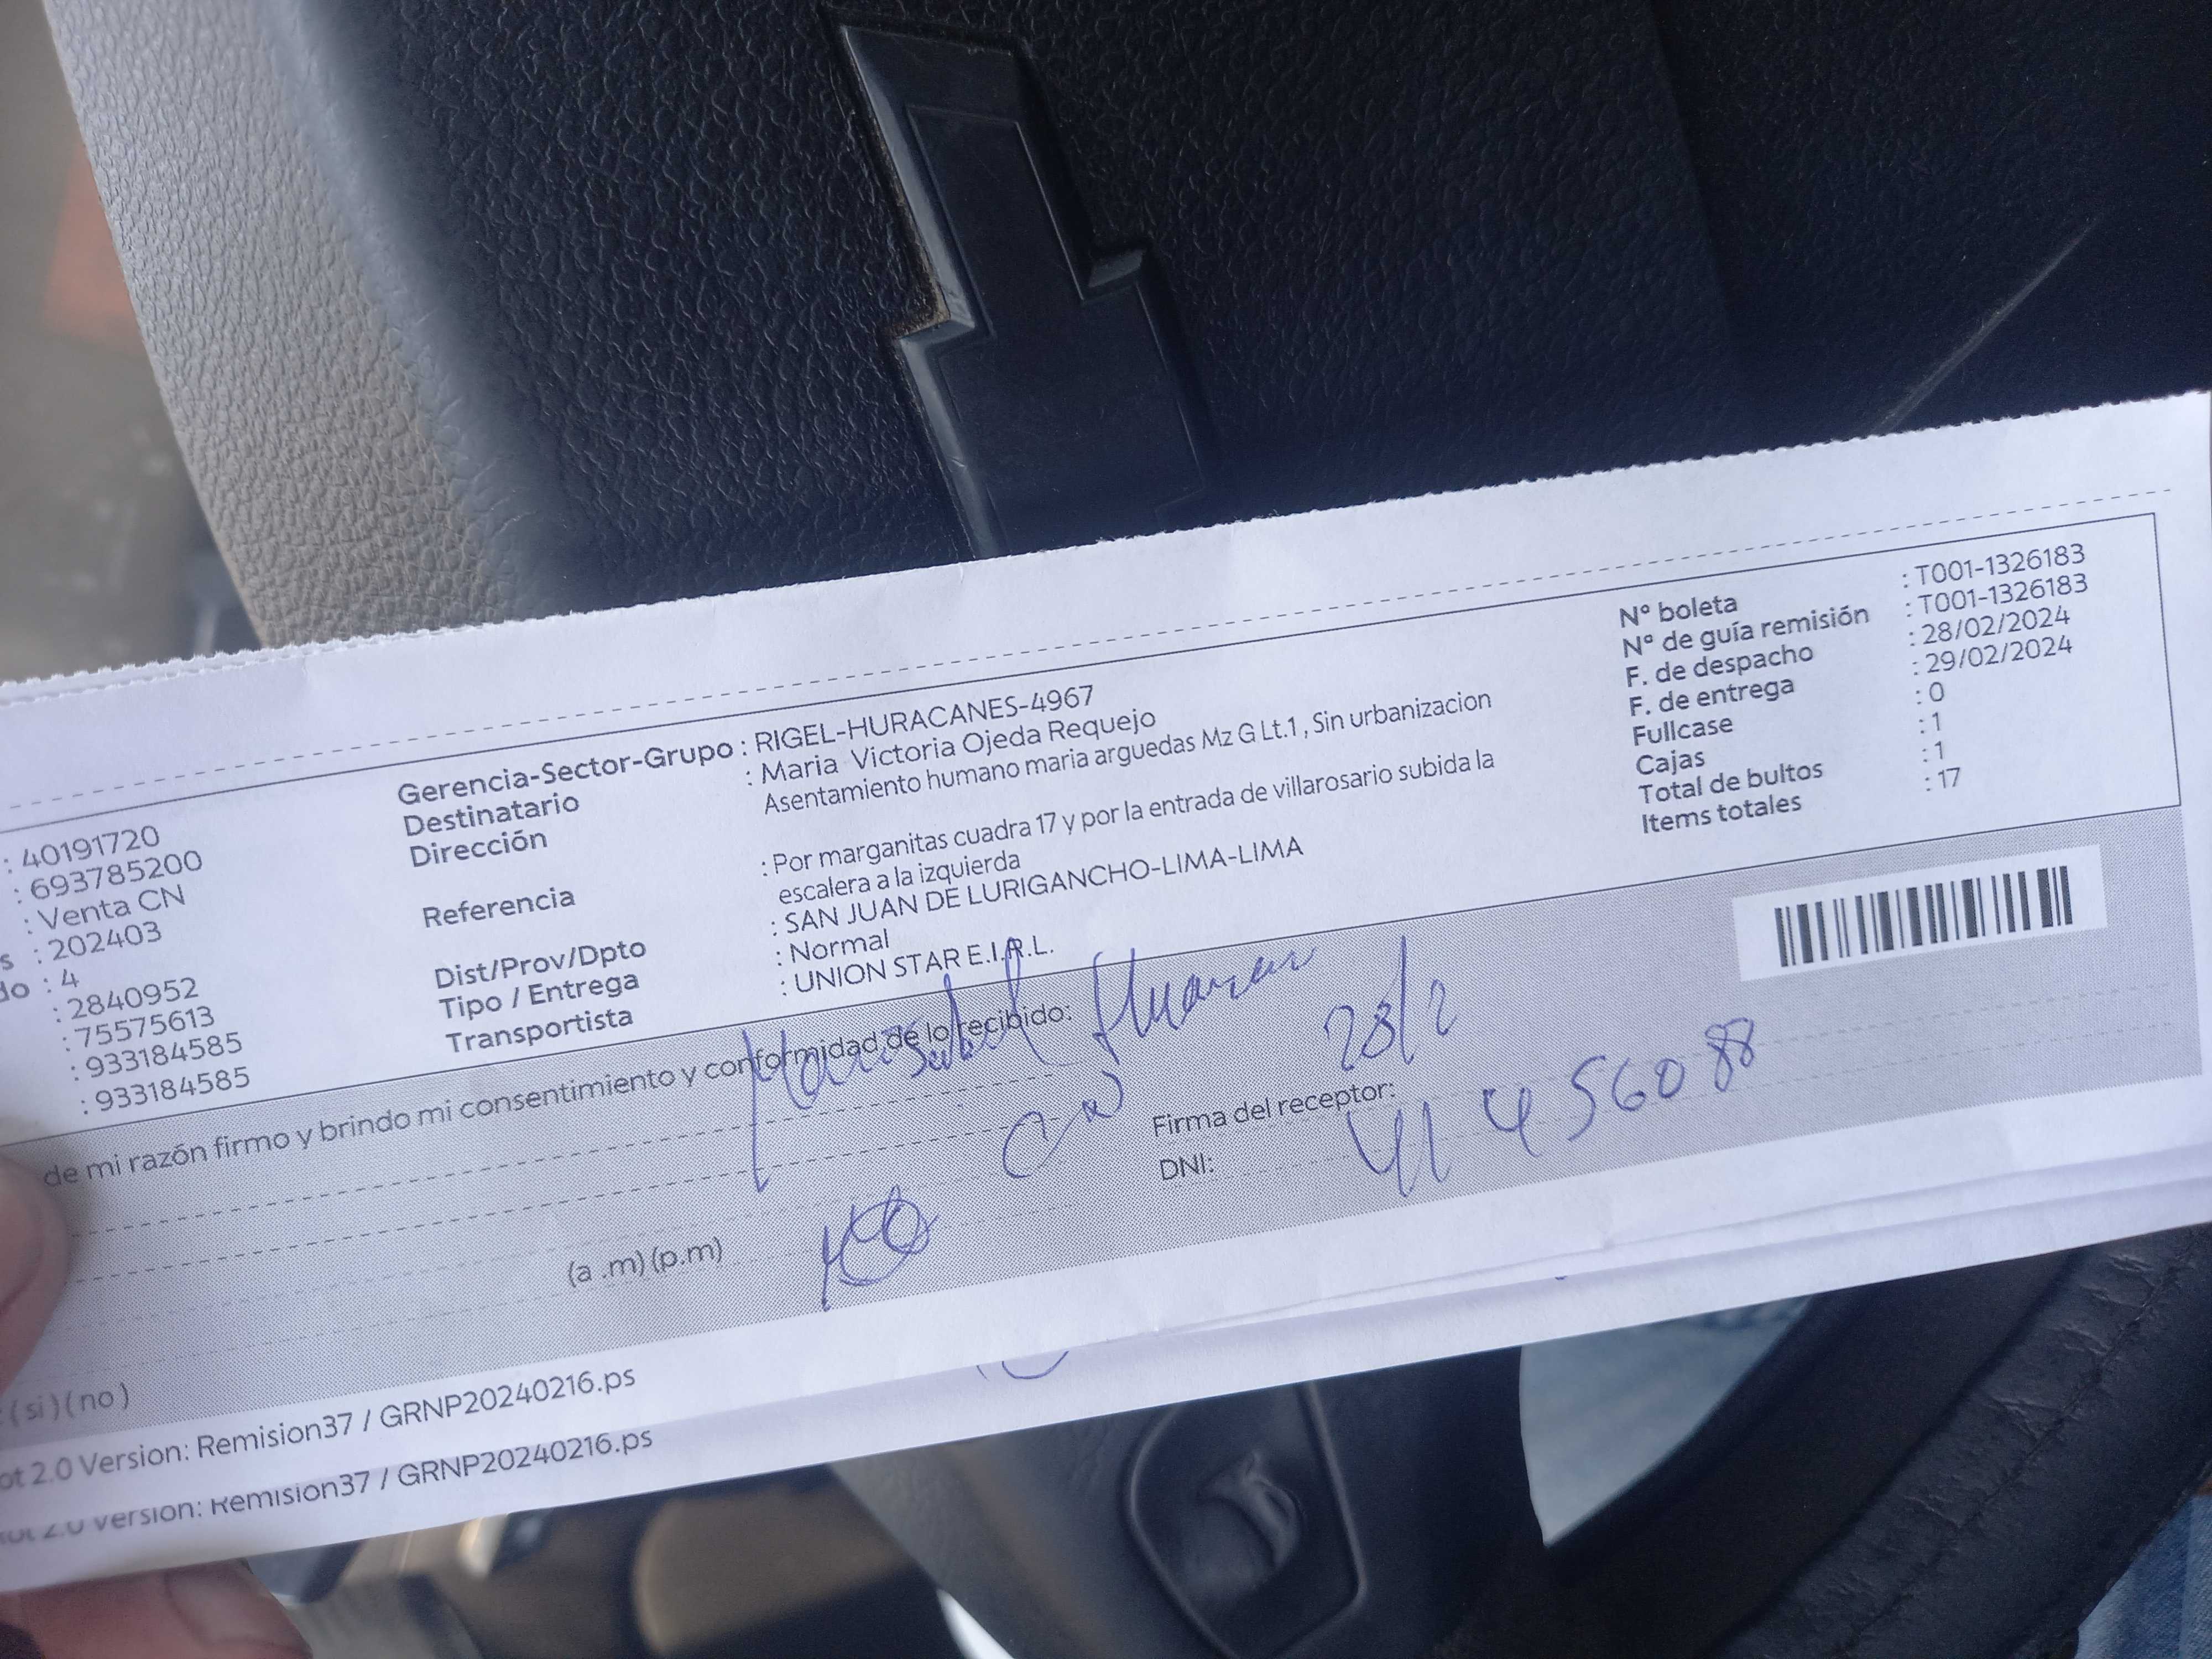 : 40191720
: 693785200
: Venta CN
s : 202403
do : 4
: 2840952
: 75575613
: 933184585
: 933184585
Gerencia-Sector-Grupo : RIGEL-HURACANES-4967
Destinatario : Maria Victoria Ojeda Requejo
Dirección Asentamiento humano maria arguedas Mz G Lt.1 , Sin urbanizacion
Referencia : Por marganitas cuadra 17 y por la entrada de villarosario subida la
escalera a la izquierda
Dist/Prov/Dpto : SAN JUAN DE LURIGANCHO-LIMA-LIMA
Tipo / Entrega : Normal
Transportista : UNION STAR E.I.R.L.
N° boleta : T001-1326183
N° de guía remisión : T001-1326183
F. de despacho : 28/02/2024
F. de entrega : 29/02/2024
Fullcase : 0
Cajas : 1
Total de bultos : 1
Items totales : 17
de mi razón firmo y brindo mi consentimiento y conformidad de lo recibido:
28/2
Firma del receptor:
DNI: 41456088
(a .m) (p.m)
: ( si ) ( no )
ot 2.0 Version: Remision37 / GRNP20240216.ps
ot 2.0 Version: Remision37 / GRNP20240216.ps